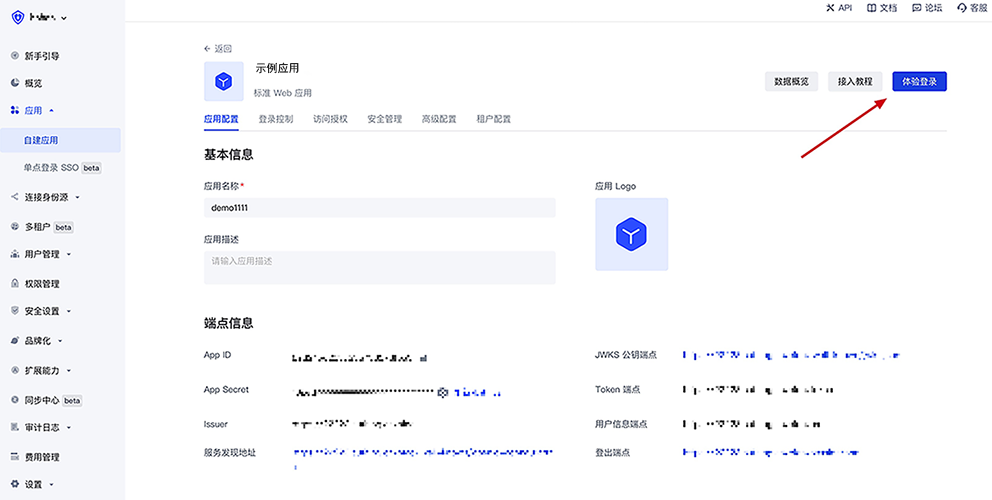 API 文档 论坛 客服
新手引导
概览
应用
自建应用
单点登录 SSO beta
连接身份源
多租户 beta
用户管理
权限管理
安全设置
品牌化
扩展能力
同步中心 beta
审计日志
费用管理
设置
返回
示例应用
标准 Web 应用
数据概览 接入教程 体验登录
应用配置 登录控制 访问授权 安全管理 高级配置 租户配置
基本信息
应用名称*
demo1111
应用描述
请输入应用描述
应用 Logo
端点信息
App ID
App Secret
Issuer
服务发现地址
JWKS 公钥端点
Token 端点
用户信息端点
登出端点